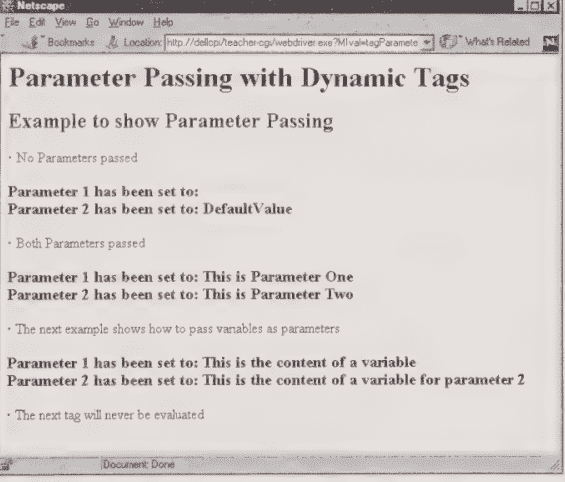 Netscape
File Edit View Go Window Help
Bookmarks Location: http://dellopi/teacher-cgi/webdriver.exe?MIval=tagParamete What's Related
Parameter Passing with Dynamic Tags
Example to show Parameter Passing
· No Parameters passed
Parameter 1 has been set to:
Parameter 2 has been set to: DefaultValue
· Both Parameters passed
Parameter 1 has been set to: This is Parameter One
Parameter 2 has been set to: This is Parameter Two
· The next example shows how to pass variables as parameters
Parameter 1 has been set to: This is the content of a variable
Parameter 2 has been set to: This is the content of a variable for parameter 2
· The next tag will never be evaluated
Document: Done